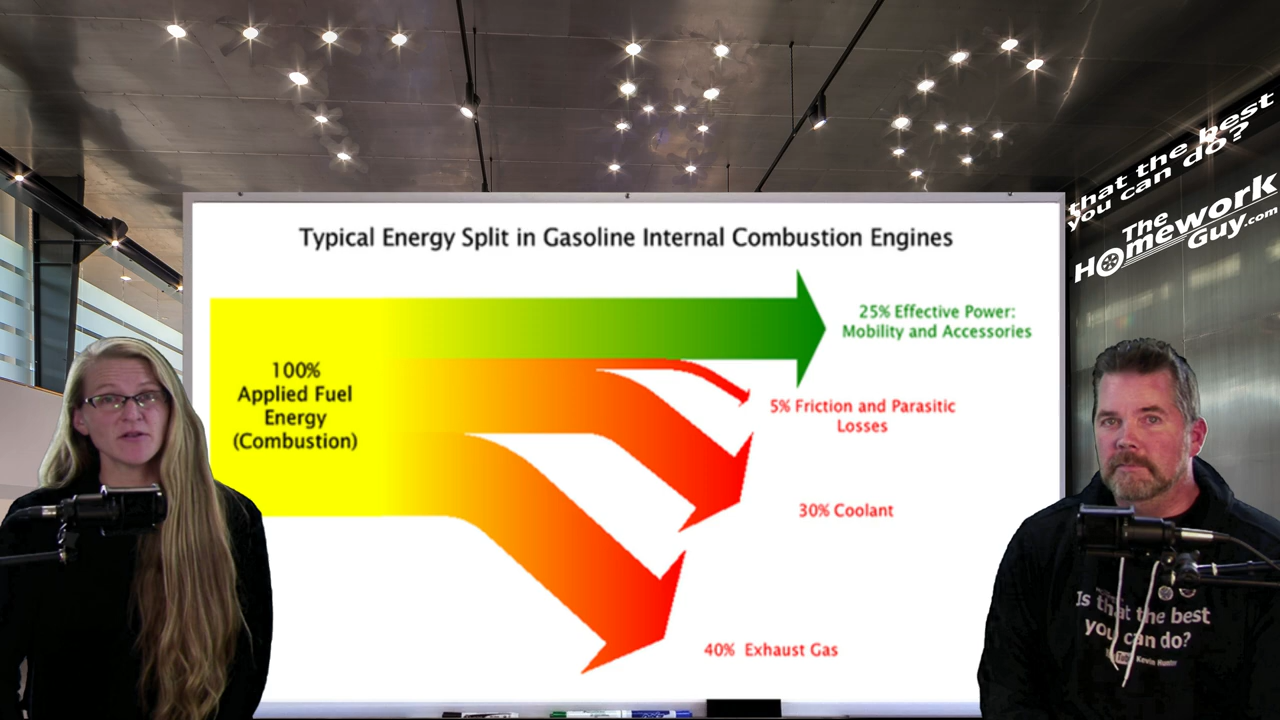 that the best
you can do?
The
Homework
Guy.com
Typical Energy Split in Gasoline Internal Combustion Engines
25% Effective Power:
Mobility and Accessories
100%
Applied Fuel
Energy
(Combustion)
5% Friction and Parasitic
Losses
30% Coolant
40% Exhaust Gas
Is that the best
you can do?
Kevin Hunter